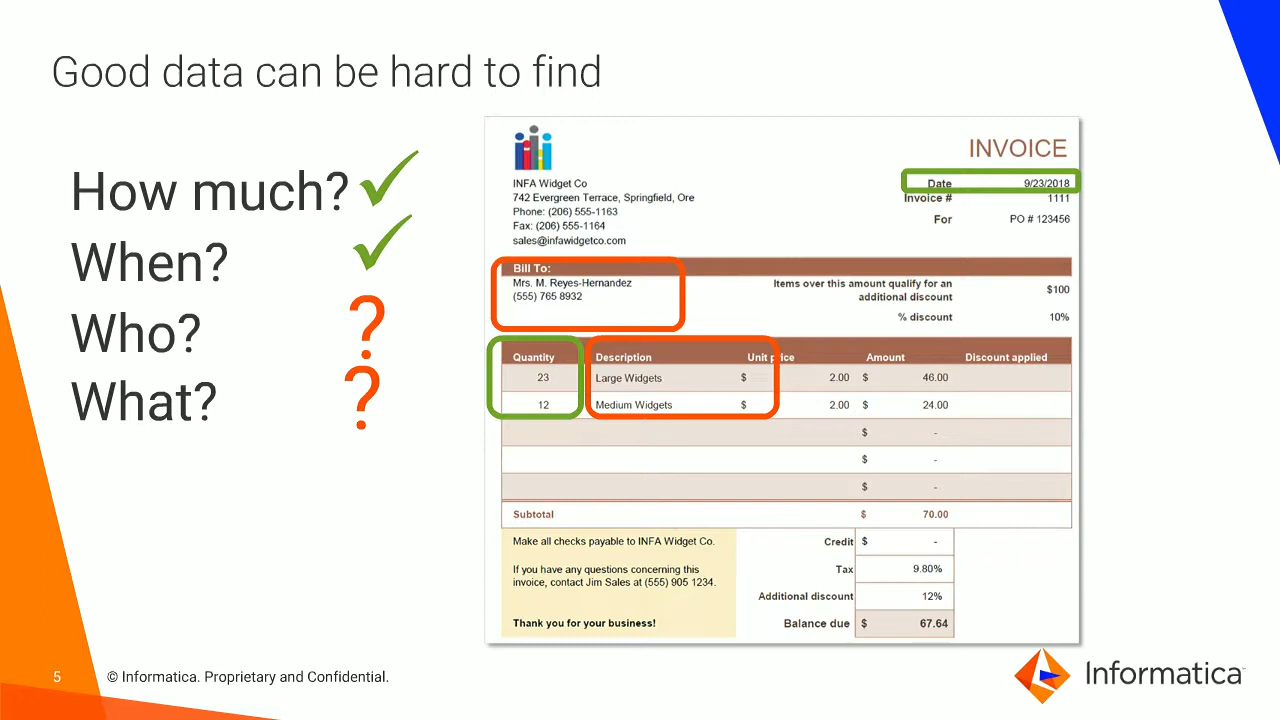 Good data can be hard to find
How much?
When?
Who? ?
What? ?
INVOICE
INFA Widget Co
742 Evergreen Terrace, Springfield, Ore
Phone: (206) 555-1163
Fax: (206) 555-1164
sales@infawidgetco.com
Date 9/23/2018
Invoice # 1111
For PO # 123456
Bill To:
Mrs. M. Reyes-Hernandez
(555) 765 8932
Items over this amount qualify for an
additional discount $100
% discount 10%
Quantity Description Unit price Amount Discount applied
23 Large Widgets $ 2.00 $ 46.00
12 Medium Widgets $ 2.00 $ 24.00
$ -
$ -
$ -
Subtotal $ 70.00
Make all checks payable to INFA Widget Co.
If you have any questions concerning this
invoice, contact Jim Sales at (555) 905 1234.
Thank you for your business!
Credit $ -
Tax 9.80%
Additional discount 12%
Balance due $ 67.64
5 © Informatica. Proprietary and Confidential.
Informatica